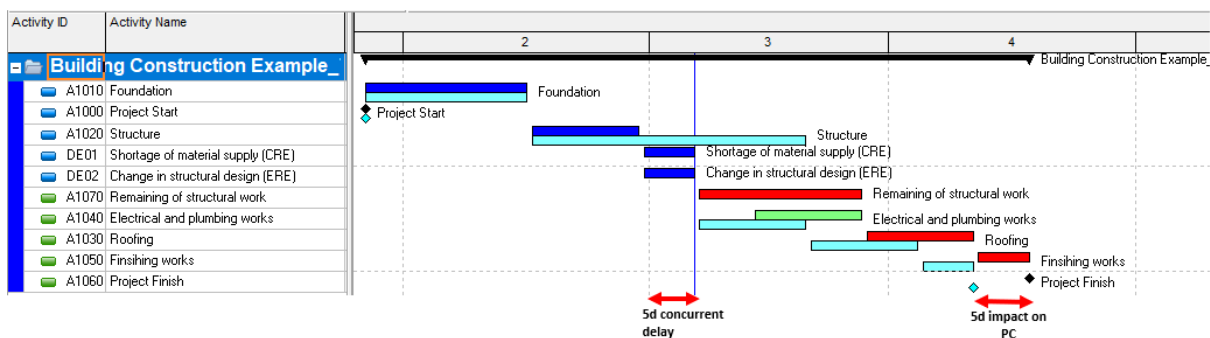 Activity ID Activity Name
2 3 4
Building Construction Example_ Building Construction Example_
A1010 Foundation Foundation
A1000 Project Start Project Start
A1020 Structure Structure
DE01 Shortage of material supply (CRE) Shortage of material supply (CRE)
DE02 Change in structural design (ERE) Change in structural design (ERE)
A1070 Remaining of structural work Remaining of structural work
A1040 Electrical and plumbing works Electrical and plumbing works
A1030 Roofing Roofing
A1050 Finsihing works Finsihing works
A1060 Project Finish Project Finish
5d concurrent
delay
5d impact on
PC